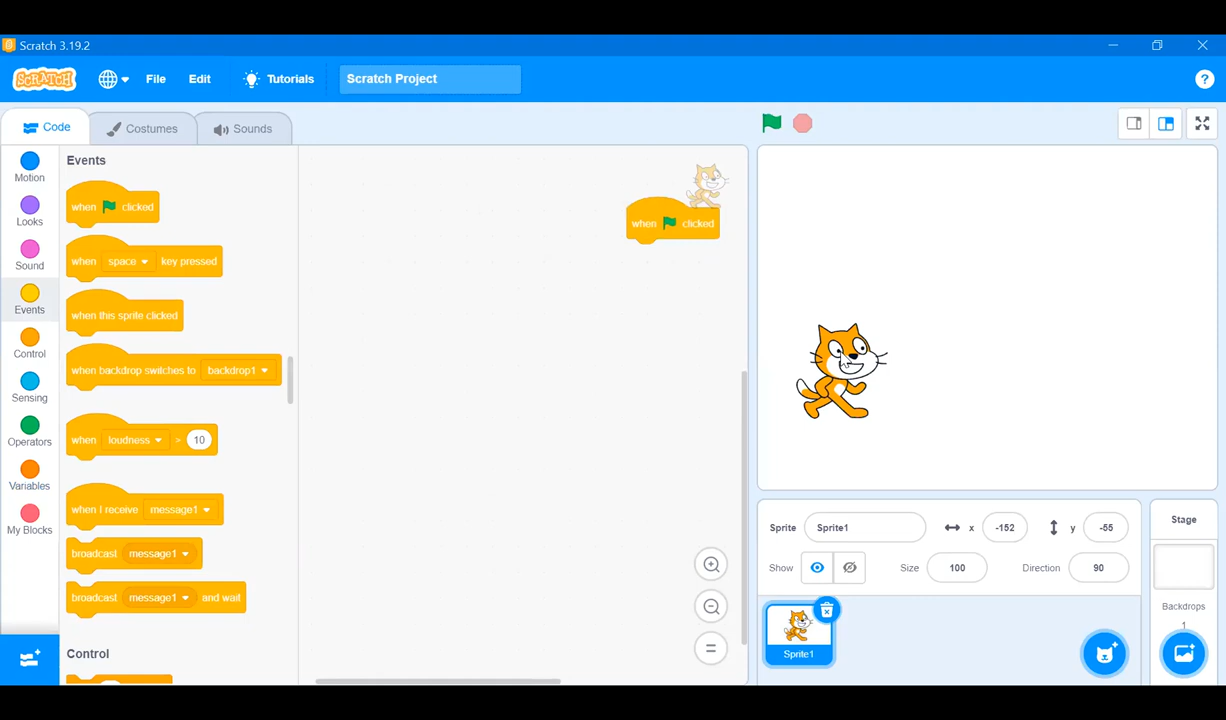 Scratch 3.19.2
SCRATCH File Edit Tutorials Scratch Project ?
Code Costumes Sounds
Motion
Looks
Sound
Events
Control
Sensing
Operators
Variables
My Blocks
Events
when clicked
when space key pressed
when this sprite clicked
when backdrop switches to backdrop1
when loudness > 10
when I receive message1
broadcast message1
broadcast message1 and wait
Control
when clicked
Sprite Sprite1 x -152 y -55
Show Size 100 Direction 90
Sprite1
Stage
Backdrops
1